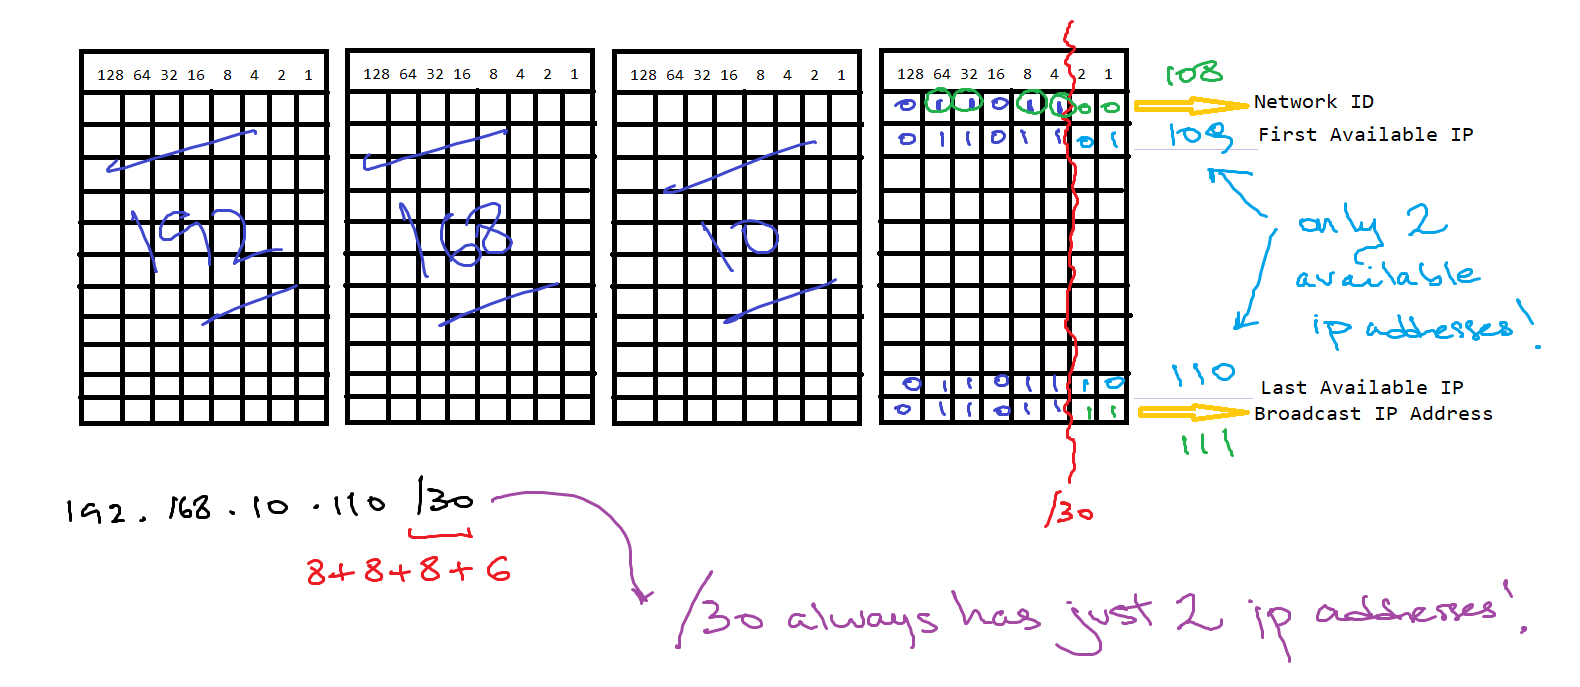 128 64 32 16 8 4 2 1
128 64 32 16 8 4 2 1
128 64 32 16 8 4 2 1
128 64 32 16 8 4 2 1
108
0 1 1 0 1 1 0 0
Network ID
0 1 1 0 1 1 0 1
109
First Available IP
192
168
10
only 2
available
ip addresses!
0 1 1 0 1 1 1 0
110
Last Available IP
0 1 1 0 1 1 1 1
Broadcast IP Address
111
192.168.10.110 /30
/30
8+8+8+6
/30 always has just 2 ip addresses!